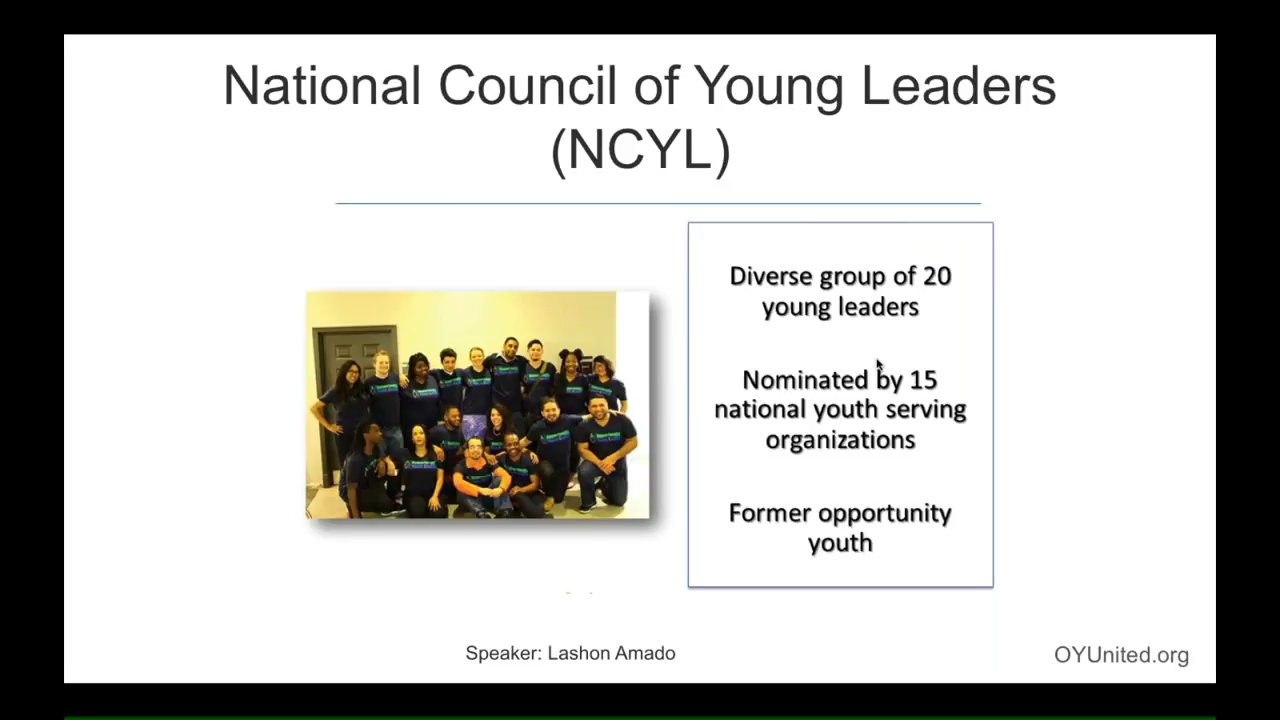 National Council of Young Leaders
(NCYL)
Diverse group of 20
young leaders
Nominated by 15
national youth serving
organizations
Former opportunity
youth
Speaker: Lashon Amado
OYUnited.org